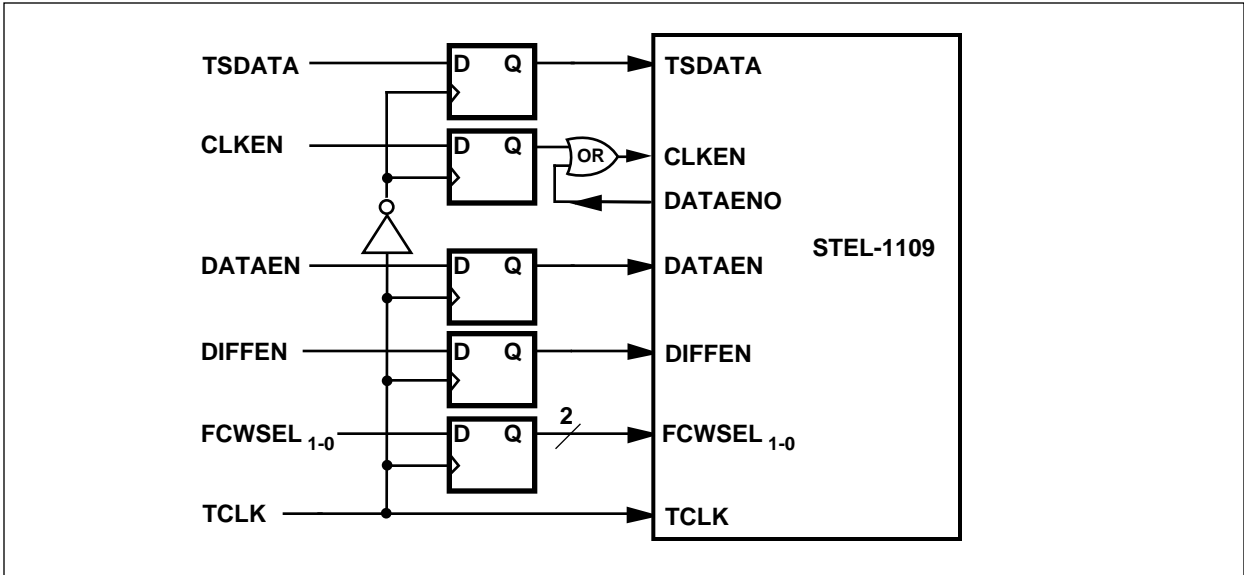 TSDATA D Q TSDATA
CLKEN D Q OR CLKEN
DATAENO
STEL-1109
DATAEN D Q DATAEN
DIFFEN D Q DIFFEN
2
FCWSEL 1-0 D Q FCWSEL 1-0
TCLK TCLK